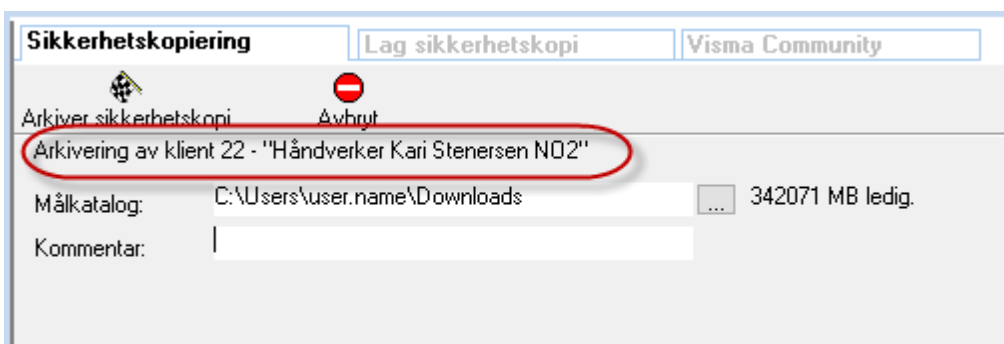 Sikkerhetskopiering Lag sikkerhetskopi Visma Community
Arkiver sikkerhetskopi Avbryt
Arkivering av klient 22 - "Håndverker Kari Stenersen NO2"
Målkatalog: C:\Users\user.name\Downloads ... 342071 MB ledig.
Kommentar: